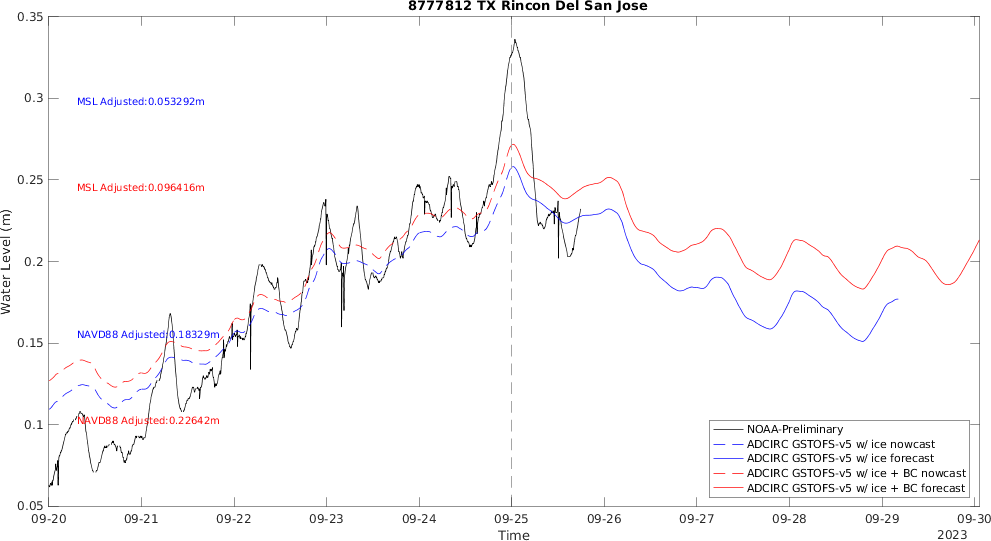 8777812 TX Rincon Del San Jose
0.35
0.3
0.25
0.2
0.15
0.1
0.05
Water Level (m)
MSL Adjusted:0.053292m
MSL Adjusted:0.096416m
NAVD88 Adjusted:0.18329m
NAVD88 Adjusted:0.22642m
NOAA-Preliminary
ADCIRC GSTOFS-v5 w/ ice nowcast
ADCIRC GSTOFS-v5 w/ ice forecast
ADCIRC GSTOFS-v5 w/ ice + BC nowcast
ADCIRC GSTOFS-v5 w/ ice + BC forecast
09-20 09-21 09-22 09-23 09-24 09-25 09-26 09-27 09-28 09-29 09-30
Time
2023